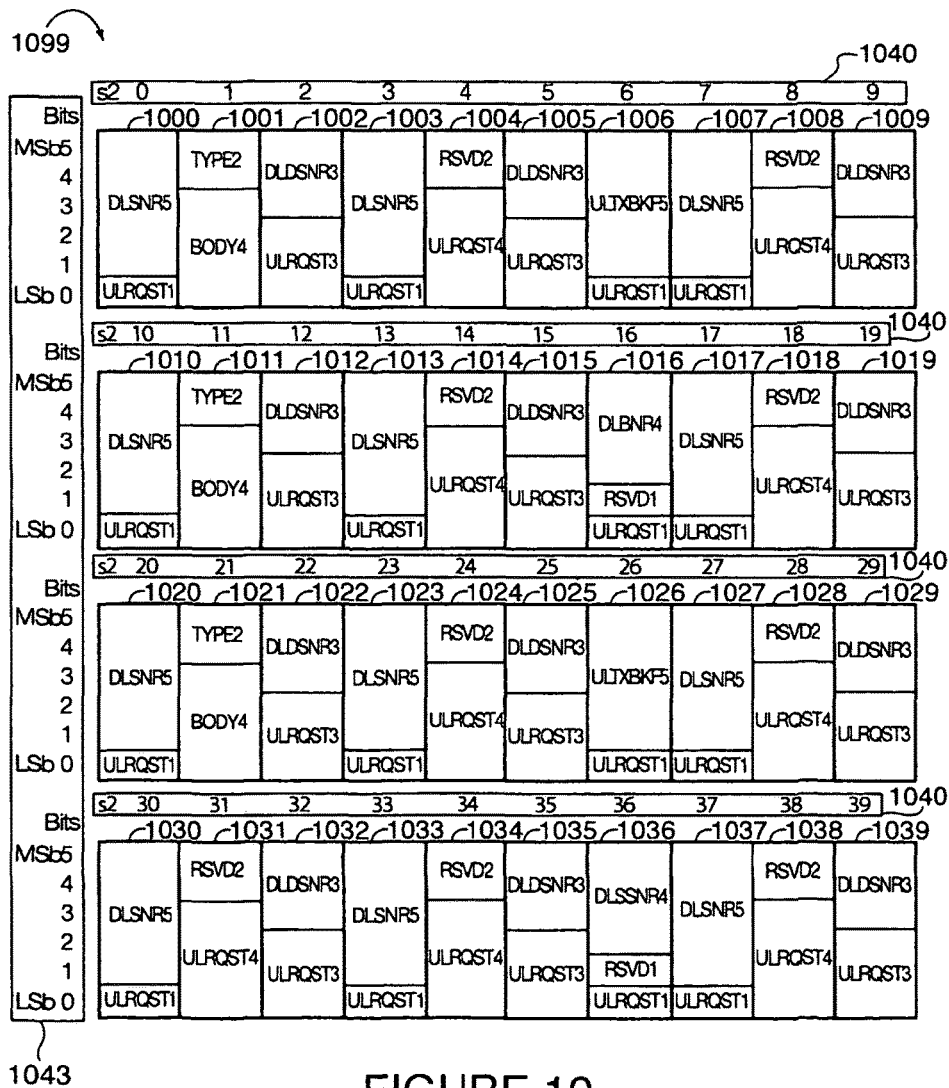 1099
1040
s2 0 1 2 3 4 5 6 7 8 9
Bits 1000 1001 1002 1003 1004 1005 1006 1007 1008 1009
MSb5 TYPE2 RSVD2 RSVD2
4 DLDSNR3 DLDSNR3 DLDSNR3
3 DLSNR5 DLSNR5 ULTXBKF5 DLSNR5
2 BODY4 ULRQST4 ULRQST4
1 ULRQST3 ULRQST3 ULRQST3
LSb 0 ULRQST1 ULRQST1 ULRQST1 ULRQST1
s2 10 11 12 13 14 15 16 17 18 19 1040
Bits 1010 1011 1012 1013 1014 1015 1016 1017 1018 1019
MSb5 TYPE2 RSVD2 RSVD2
4 DLDSNR3 DLDSNR3 DLBNR4 DLDSNR3
3 DLSNR5 DLSNR5 DLSNR5
2 BODY4 ULRQST4 ULRQST4
1 ULRQST3 ULRQST3 RSVD1 ULRQST3
LSb 0 ULRQST1 ULRQST1 ULRQST1 ULRQST1
s2 20 21 22 23 24 25 26 27 28 29 1040
Bits 1020 1021 1022 1023 1024 1025 1026 1027 1028 1029
MSb5 TYPE2 RSVD2 RSVD2
4 DLDSNR3 DLDSNR3 DLDSNR3
3 DLSNR5 DLSNR5 ULTXBKF5 DLSNR5
2 BODY4 ULRQST4 ULRQST4
1 ULRQST3 ULRQST3 ULRQST3
LSb 0 ULRQST1 ULRQST1 ULRQST1 ULRQST1
s2 30 31 32 33 34 35 36 37 38 39 1040
Bits 1030 1031 1032 1033 1034 1035 1036 1037 1038 1039
MSb5 RSVD2 RSVD2 RSVD2
4 DLDSNR3 DLDSNR3 DLSSNR4 DLDSNR3
3 DLSNR5 DLSNR5 DLSNR5
2 ULRQST4 ULRQST4 ULRQST4
1 ULRQST3 ULRQST3 RSVD1 ULRQST3
LSb 0 ULRQST1 ULRQST1 ULRQST1 ULRQST1
1043